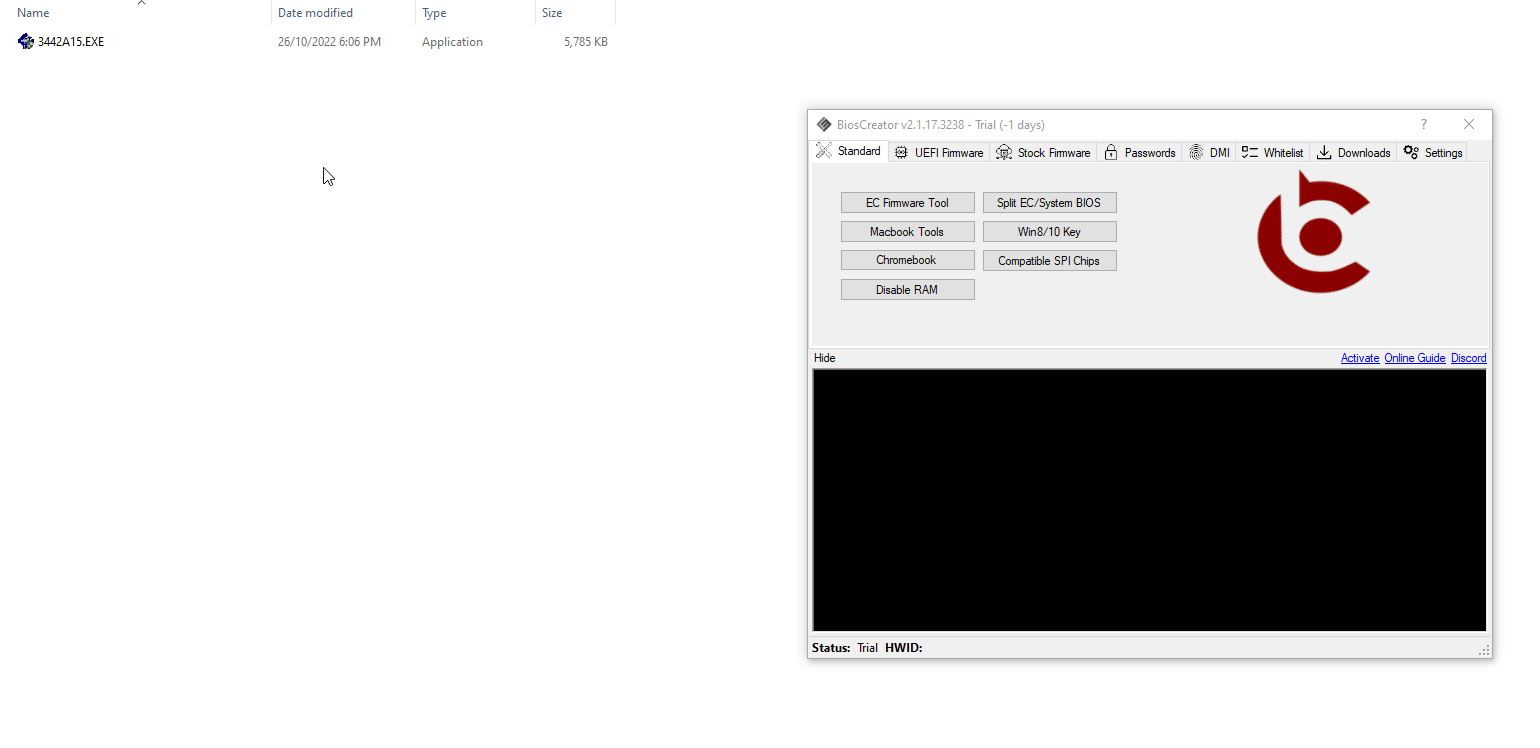 Name Date modified Type Size
3442A15.EXE 26/10/2022 6:06 PM Application 5,785 KB
BiosCreator v2.1.17.3238 - Trial (-1 days) ?
Standard UEFI Firmware Stock Firmware Passwords DMI Whitelist Downloads Settings
EC Firmware Tool Split EC/System BIOS
Macbook Tools Win8/10 Key
Chromebook Compatible SPI Chips
Disable RAM
Hide Activate Online Guide Discord
Status: Trial HWID: